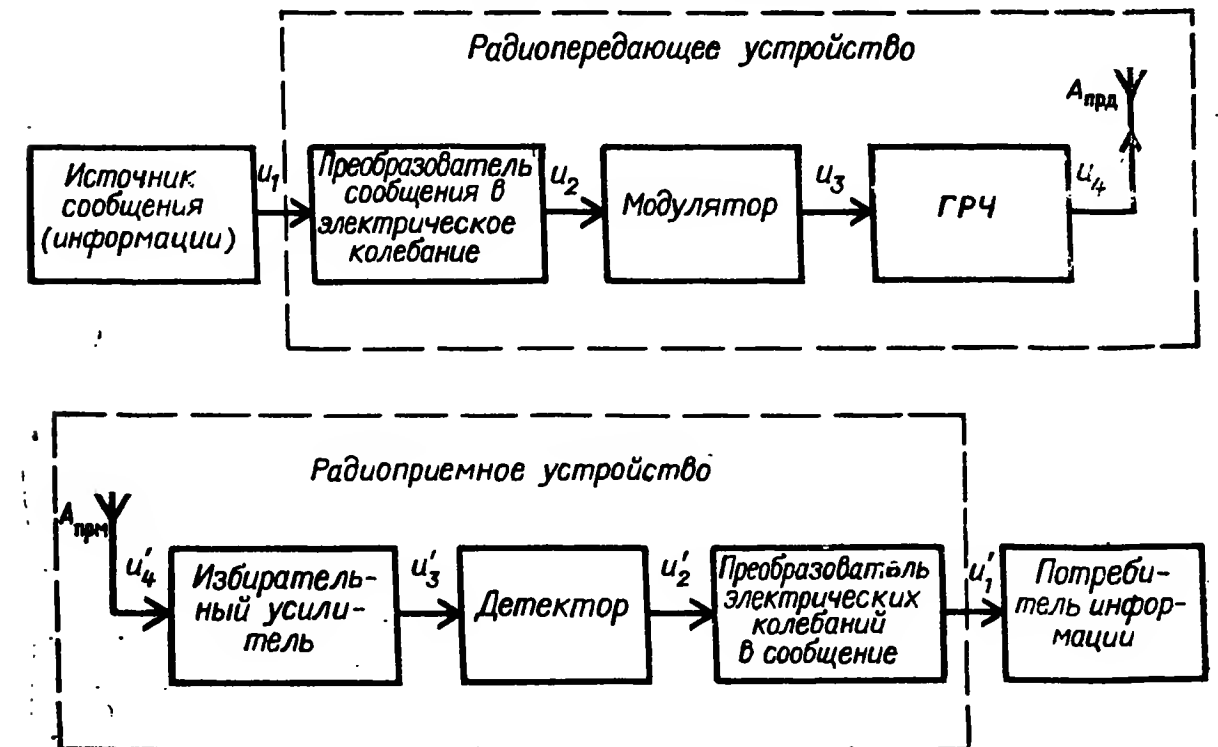 Радиопередающее устройство
Aпрд
Источник
сообщения
(информации)
u1
Преобразователь
сообщения в
электрическое
колебание
u2
Модулятор
u3
ГРЧ
u4
Радиоприемное устройство
Aпрм
u'4
Избиратель-
ный усили-
тель
u'3
Детектор
u'2
Преобразователь
электрических
колебаний
в сообщение
u'1
Потреби-
тель инфор-
мации